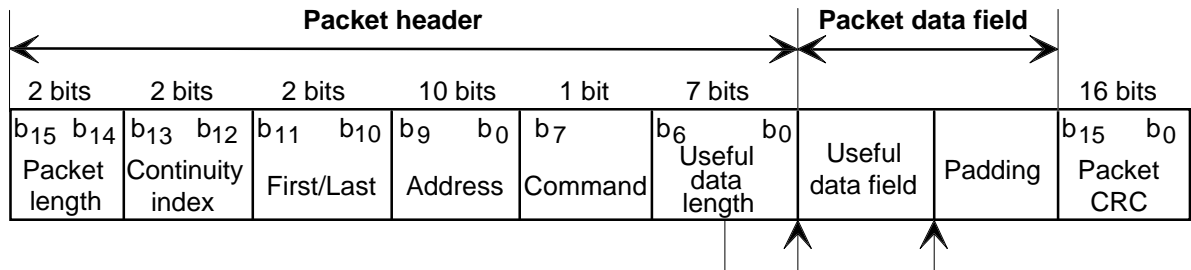 Packet header Packet data field
2 bits 2 bits 2 bits 10 bits 1 bit 7 bits 16 bits
b15 b14 b13 b12 b11 b10 b9 b0 b7 b6 b0 b15 b0
Packet length
Continuity index
First/Last
Address
Command
Useful data length
Useful data field
Padding
Packet CRC